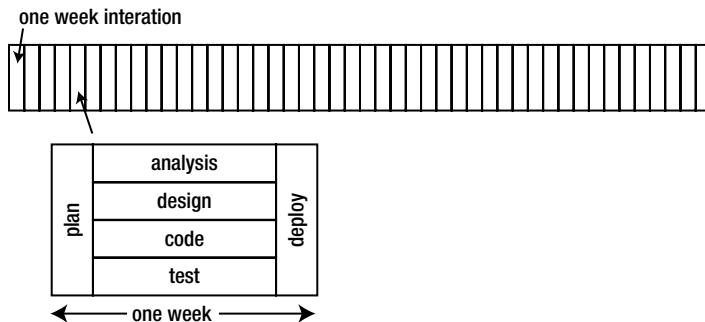 one week interation
plan
analysis
design
code
test
deploy
one week